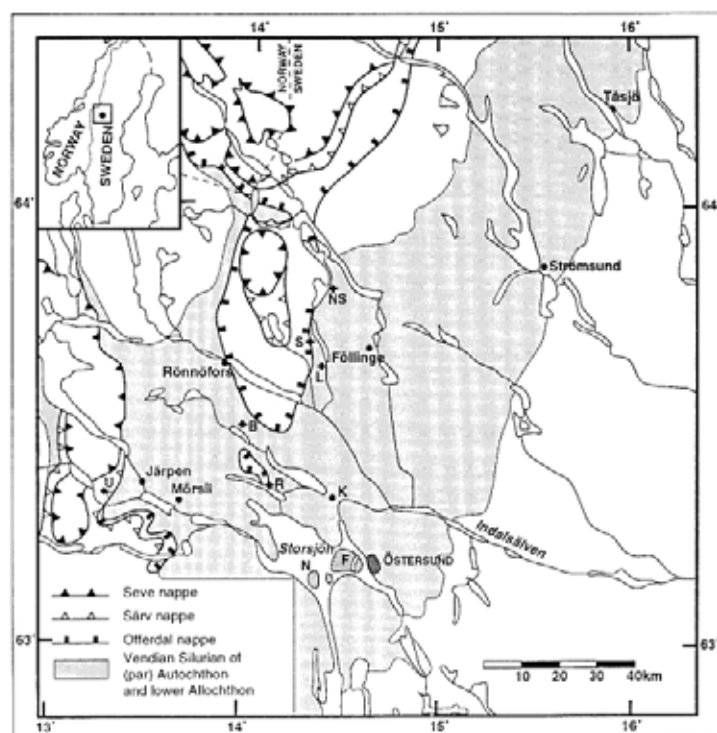 14°
15°
16°
NORWAY
SWEDEN
NORWAY
SWEDEN
Tåsjö
64°
64°
Strömsund
NS
S
Föllinge
Rönnöfors
L
B
Järpen
U
Mörsil
R
K
Indalsälven
Storsjön
F
ÖSTERSUND
N
Seve nappe
Särv nappe
63°
Offerdal nappe
63°
Vendian Silurian of
(par) Autochthon
and lower Allochthon
10 20 30 40km
13°
14°
15°
16°